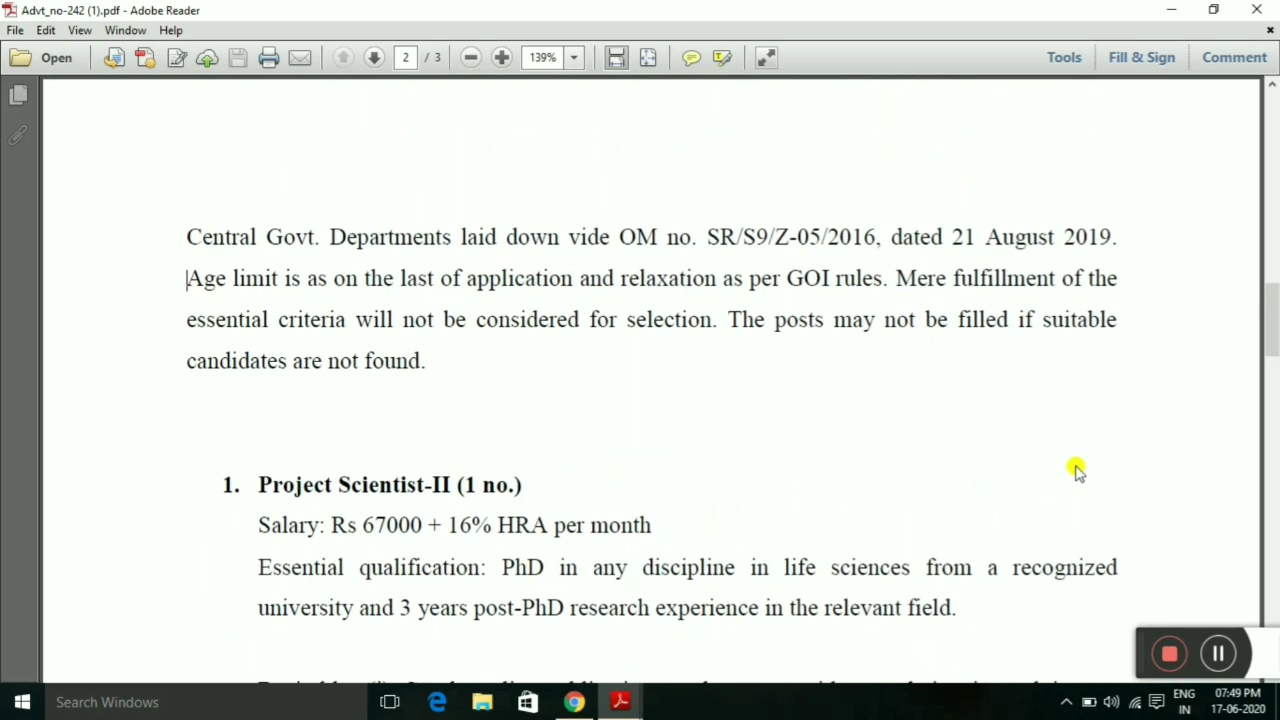 Advt_no-242 (1).pdf - Adobe Reader
File Edit View Window Help
Open 2 / 3 139% Tools Fill & Sign Comment
Central Govt. Departments laid down vide OM no. SR/S9/Z-05/2016, dated 21 August 2019.
Age limit is as on the last of application and relaxation as per GOI rules. Mere fulfillment of the
essential criteria will not be considered for selection. The posts may not be filled if suitable
candidates are not found.
1. Project Scientist-II (1 no.)
Salary: Rs 67000 + 16% HRA per month
Essential qualification: PhD in any discipline in life sciences from a recognized
university and 3 years post-PhD research experience in the relevant field.
Search Windows
ENG 07:49 PM
IN 17-06-2020